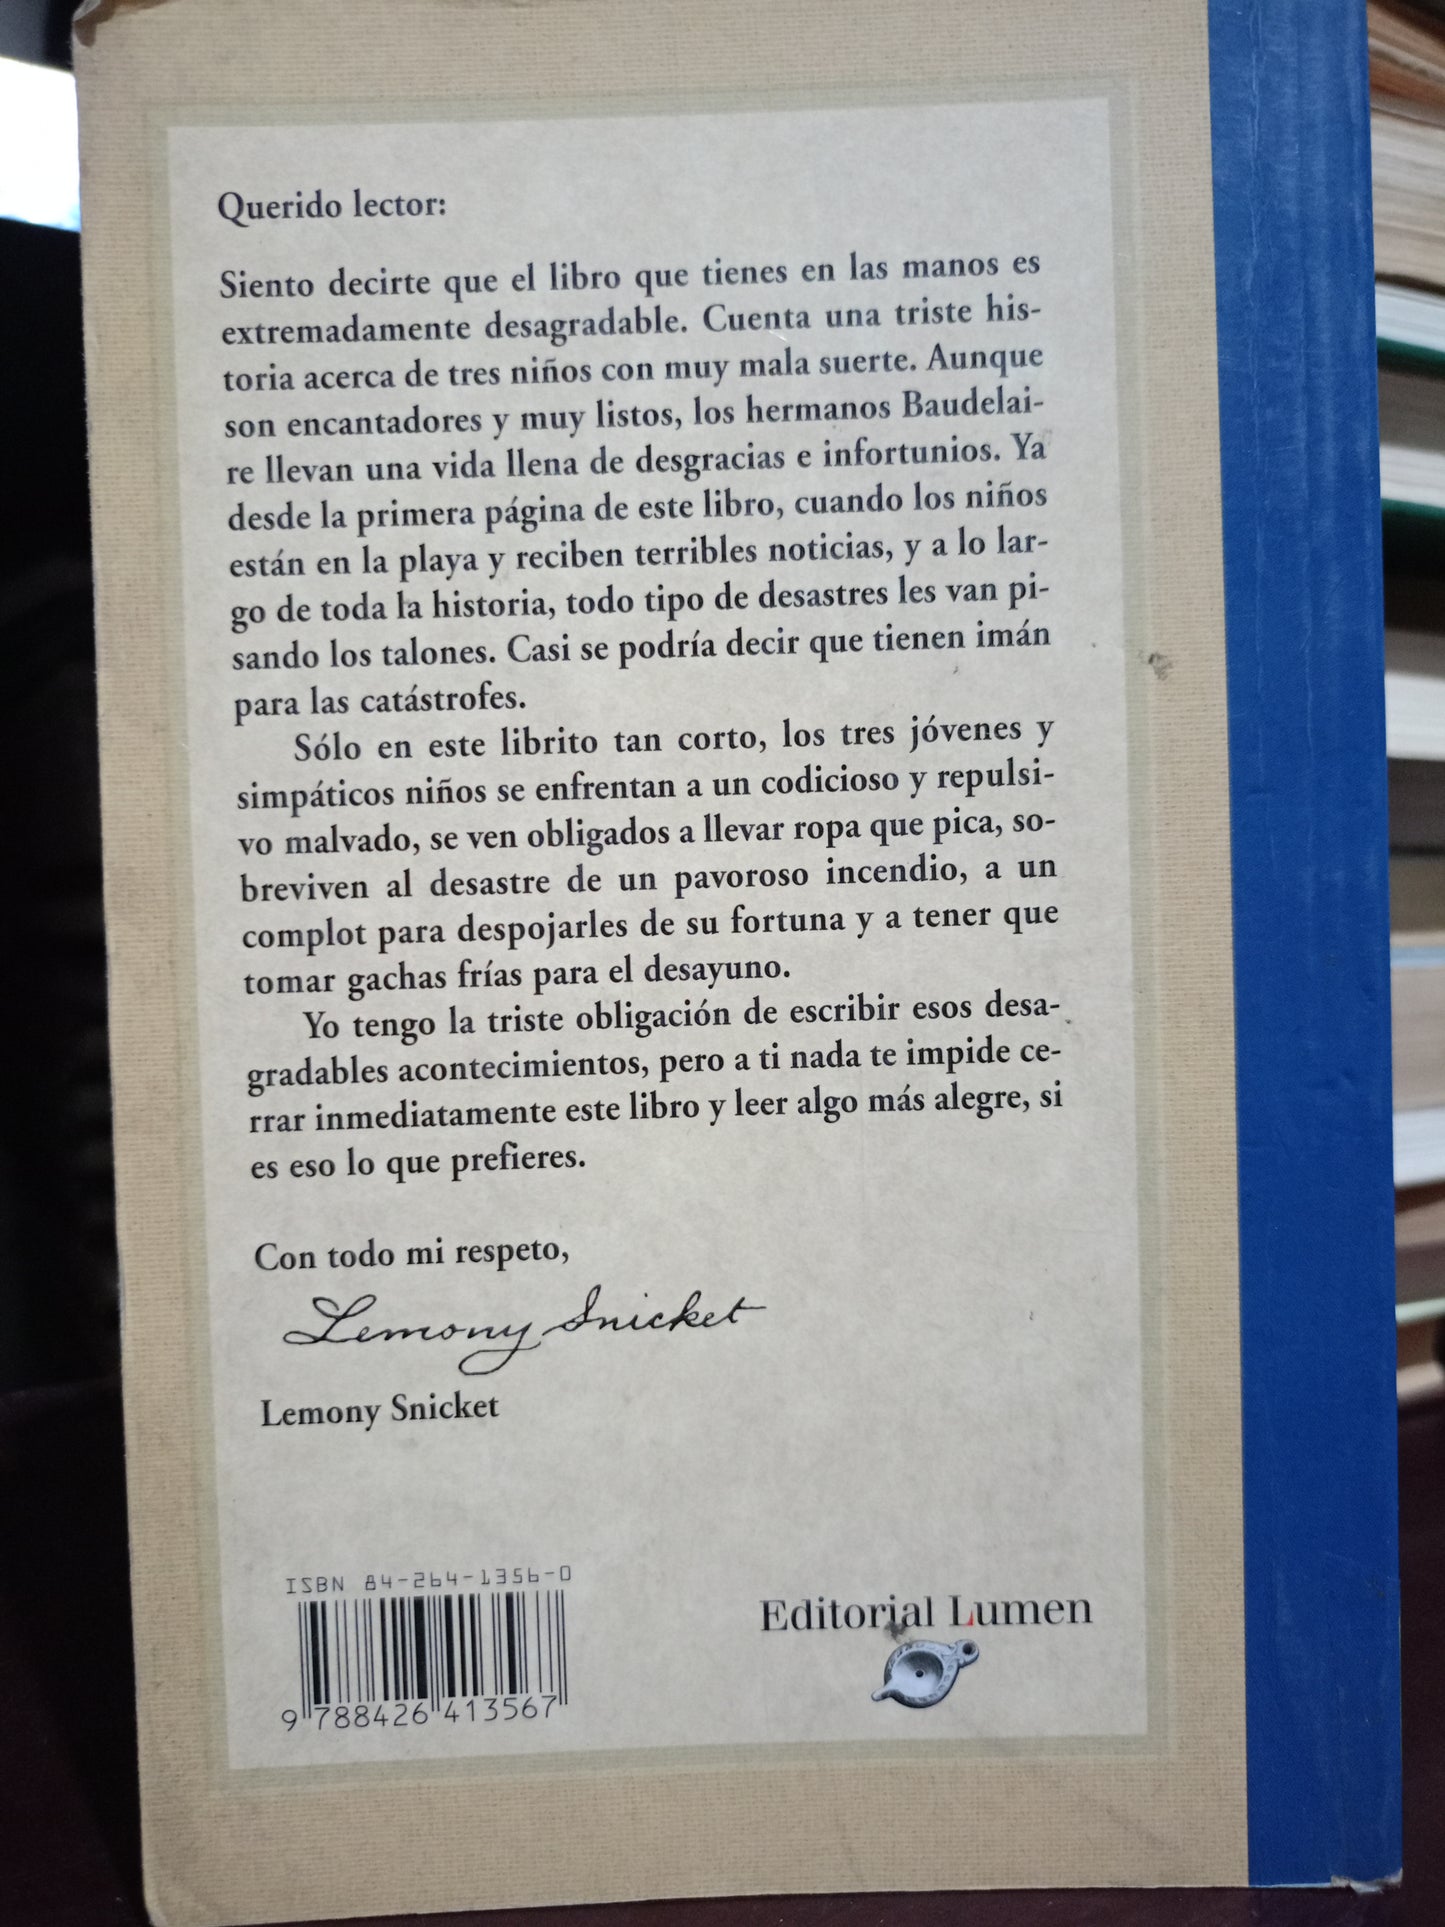 Querido lector:
Siento decirte que el libro que tienes en las manos es
extremadamente desagradable. Cuenta una triste his-
toria acerca de tres niños con muy mala suerte. Aunque
son encantadores y muy listos, los hermanos Baudelai-
re llevan una vida llena de desgracias e infortunios. Ya
desde la primera página de este libro, cuando los niños
están en la playa y reciben terribles noticias, y a lo lar-
go de toda la historia, todo tipo de desastres les van pi-
sando los talones. Casi se podría decir que tienen imán
para las catástrofes.
Sólo en este librito tan corto, los tres jóvenes y
simpáticos niños se enfrentan a un codicioso y repulsi-
vo malvado, se ven obligados a llevar ropa que pica, so-
breviven al desastre de un pavoroso incendio, a un
complot para despojarles de su fortuna y a tener que
tomar gachas frías para el desayuno.
Yo tengo la triste obligación de escribir esos desa-
gradables acontecimientos, pero a ti nada te impide ce-
rrar inmediatamente este libro y leer algo más alegre, si
es eso lo que prefieres.
Con todo mi respeto,
Lemony Snicket
Lemony Snicket
ISBN 84-264-1356-0
9 788426 413567
Editorial Lumen